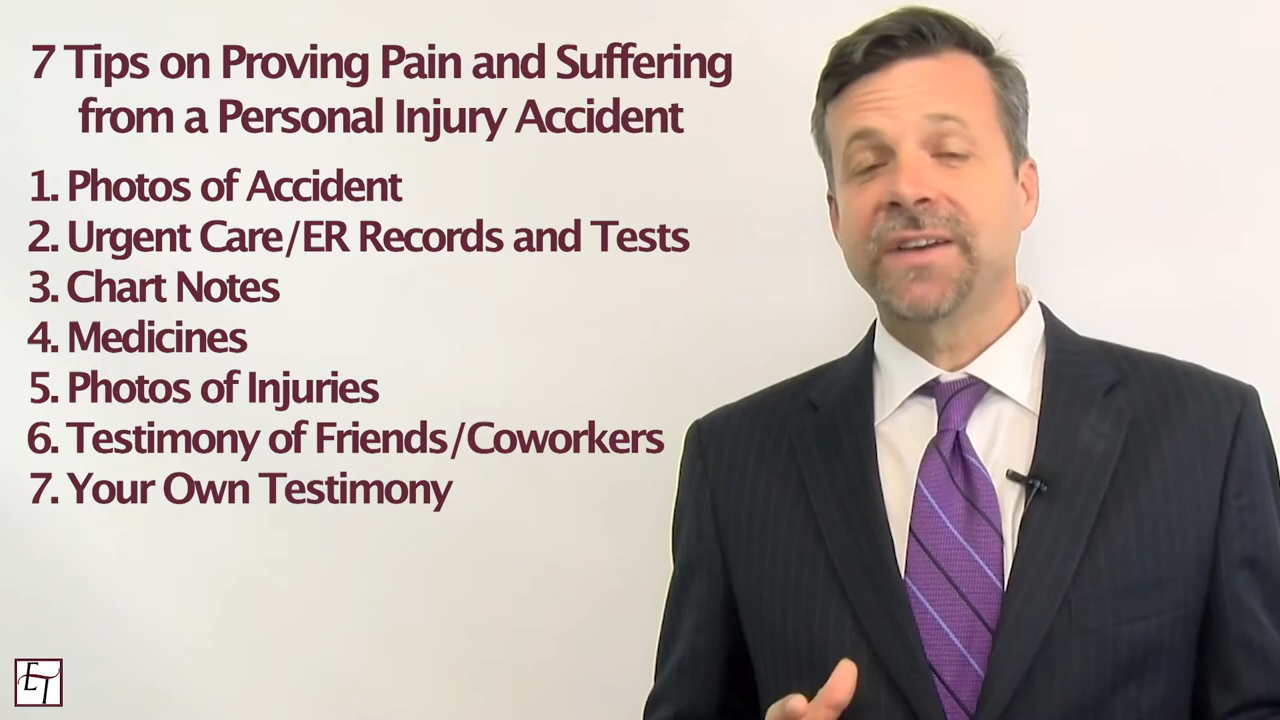 7 Tips on Proving Pain and Suffering
from a Personal Injury Accident
1. Photos of Accident
2. Urgent Care/ER Records and Tests
3. Chart Notes
4. Medicines
5. Photos of Injuries
6. Testimony of Friends/Coworkers
7. Your Own Testimony
ET